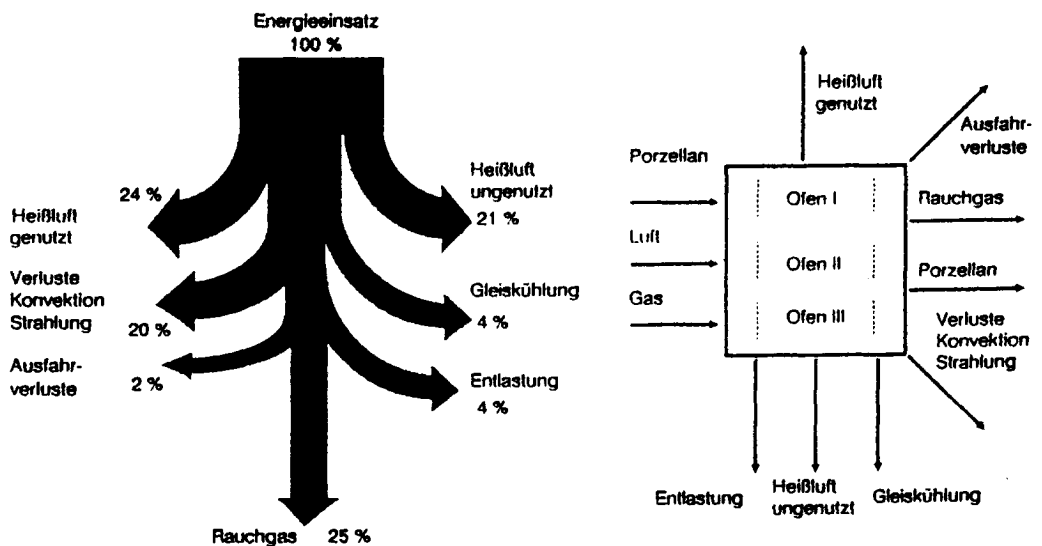 Energieeinsatz
100 %
24 %
Heißluft
genutzt
Heißluft
ungenutzt
21 %
Verluste
Konvektion
Strahlung
20 %
Gleiskühlung
4 %
Ausfahr-
verluste
2 %
Entlastung
4 %
Rauchgas 25 %
Heißluft
genutzt
Ausfahr-
verluste
Porzellan
Luft
Gas
Ofen I
Ofen II
Ofen III
Rauchgas
Porzellan
Verluste
Konvektion
Strahlung
Entlastung
Heißluft
ungenutzt
Gleiskühlung